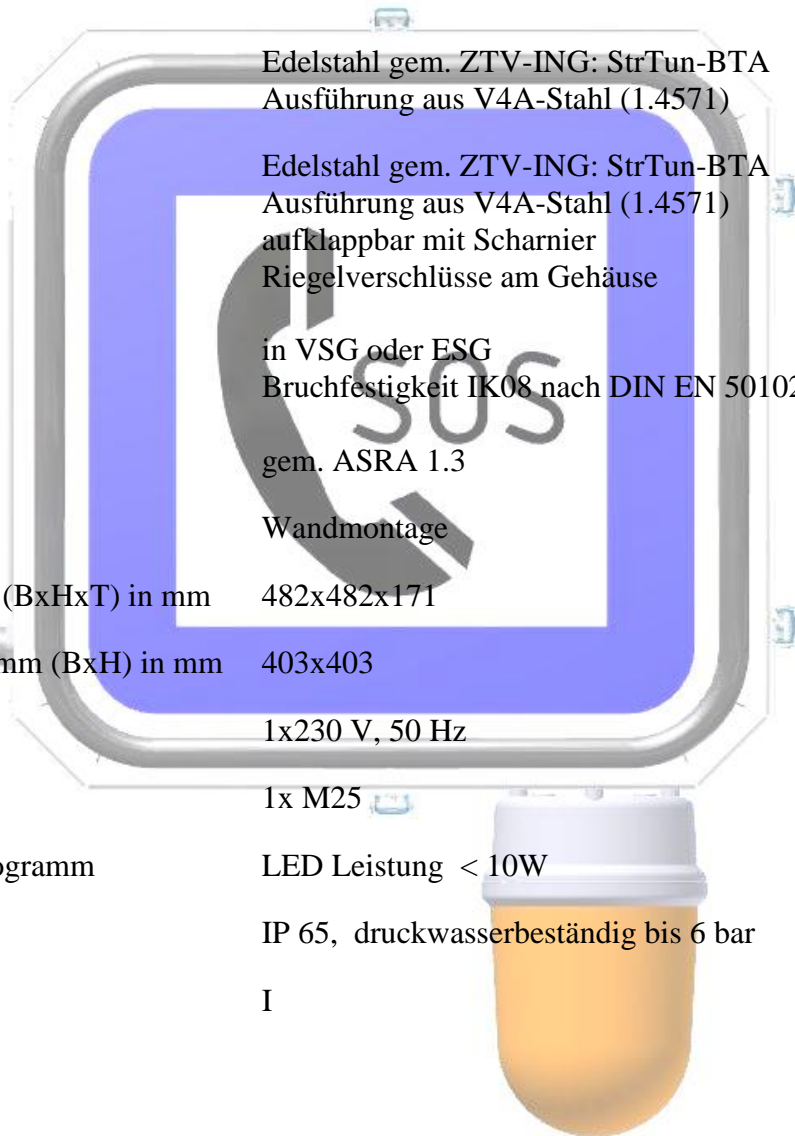 Edelstahl gem. ZTV-ING: StrTun-BTA
Ausführung aus V4A-Stahl (1.4571)
Edelstahl gem. ZTV-ING: StrTun-BTA
Ausführung aus V4A-Stahl (1.4571)
aufklappbar mit Scharnier
Riegelverschlüsse am Gehäuse
in VSG oder ESG
SOS
Bruchfestigkeit IK08 nach DIN EN 50102
gem. ASRA 1.3
Wandmontage
(BxHxT) in mm 482x482x171
mm (BxH) in mm 403x403
1x230 V, 50 Hz
1x M25
ogramm LED Leistung < 10W
IP 65, druckwasserbeständig bis 6 bar
I